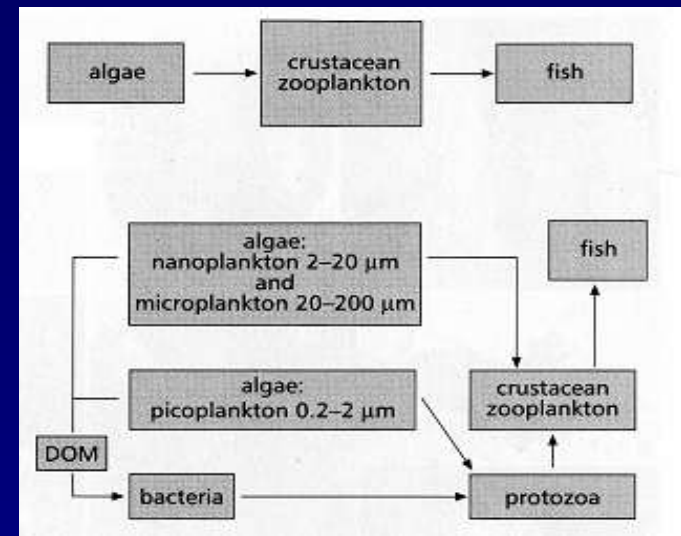 algae
crustacean
zooplankton
fish
algae:
nanoplankton 2–20 µm
and
microplankton 20–200 µm
fish
algae:
picoplankton 0.2–2 µm
crustacean
zooplankton
DOM
bacteria
protozoa